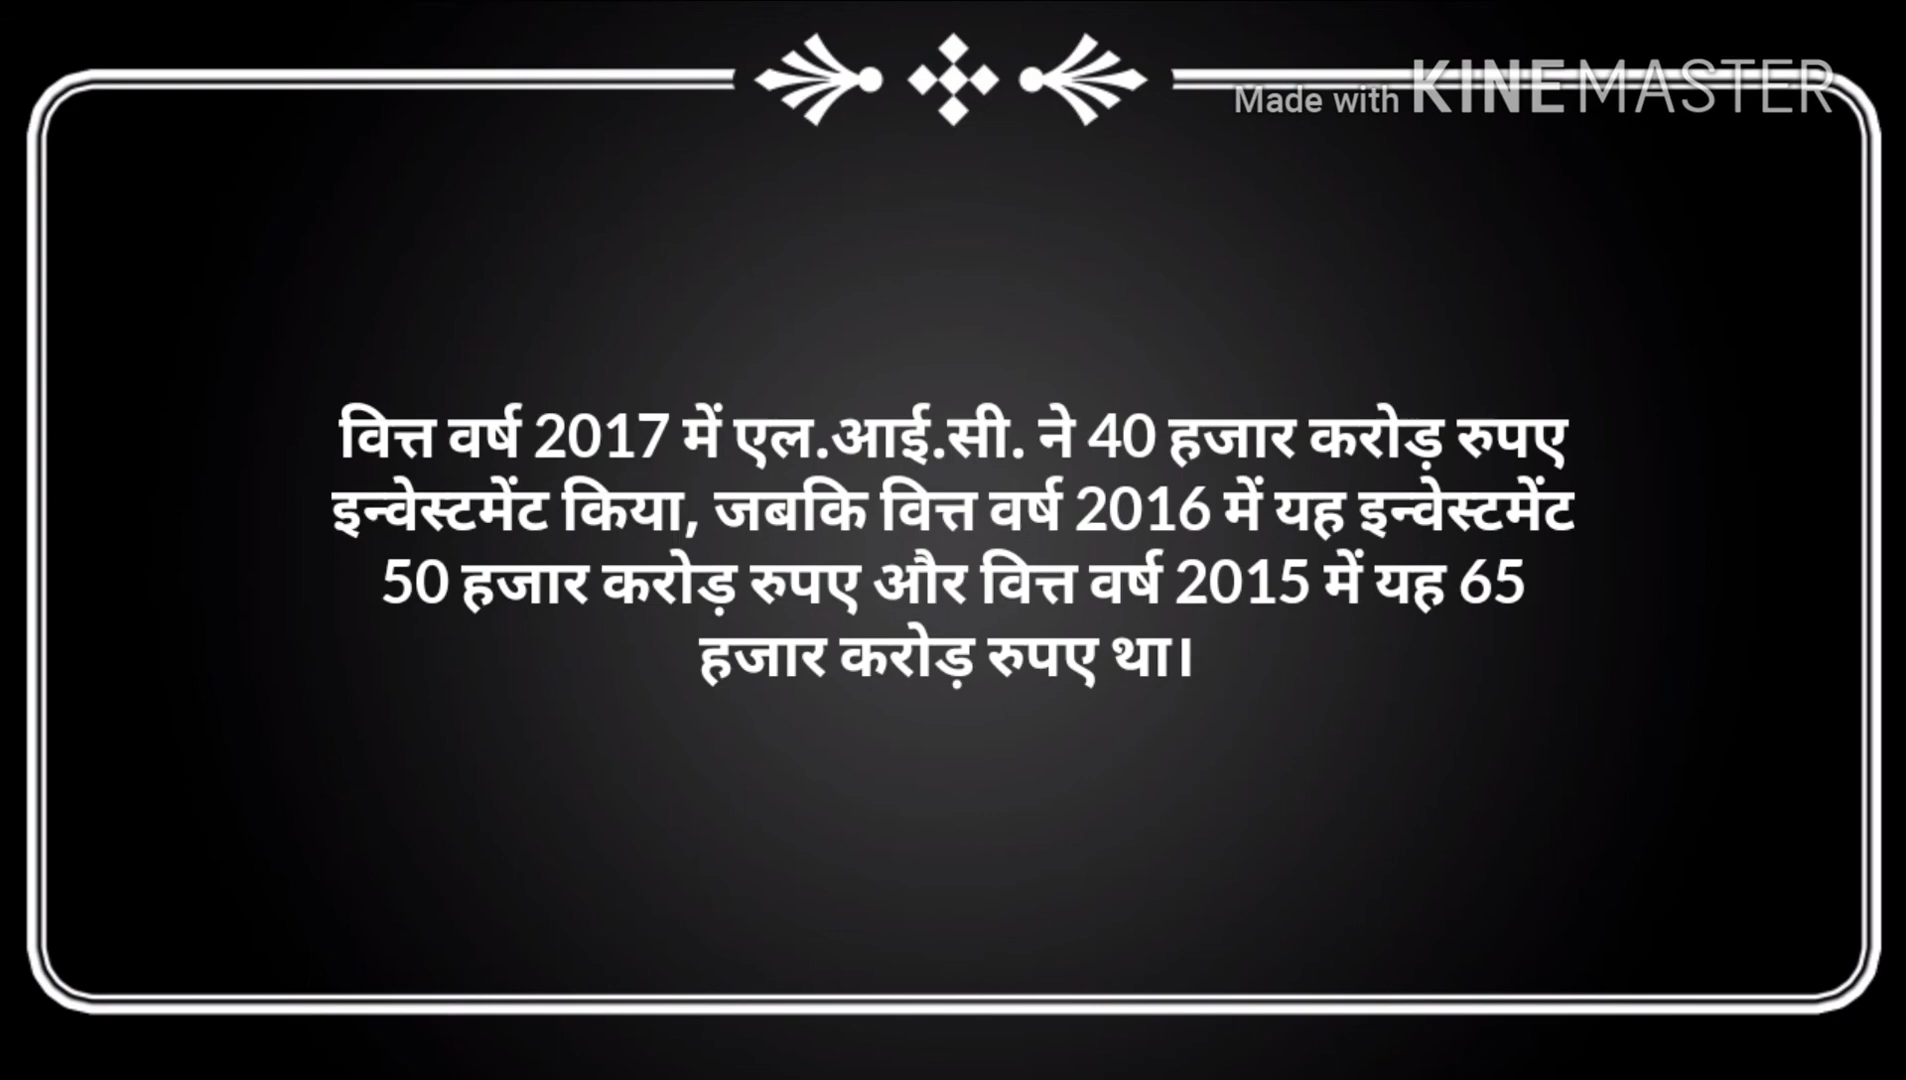 Made with KINEMASTER
वित्त वर्ष 2017 में एल.आई.सी. ने 40 हजार करोड़ रुपए
इन्वेस्टमेंट किया, जबकि वित्त वर्ष 2016 में यह इन्वेस्टमेंट
50 हजार करोड़ रुपए और वित्त वर्ष 2015 में यह 65
हजार करोड़ रुपए था।